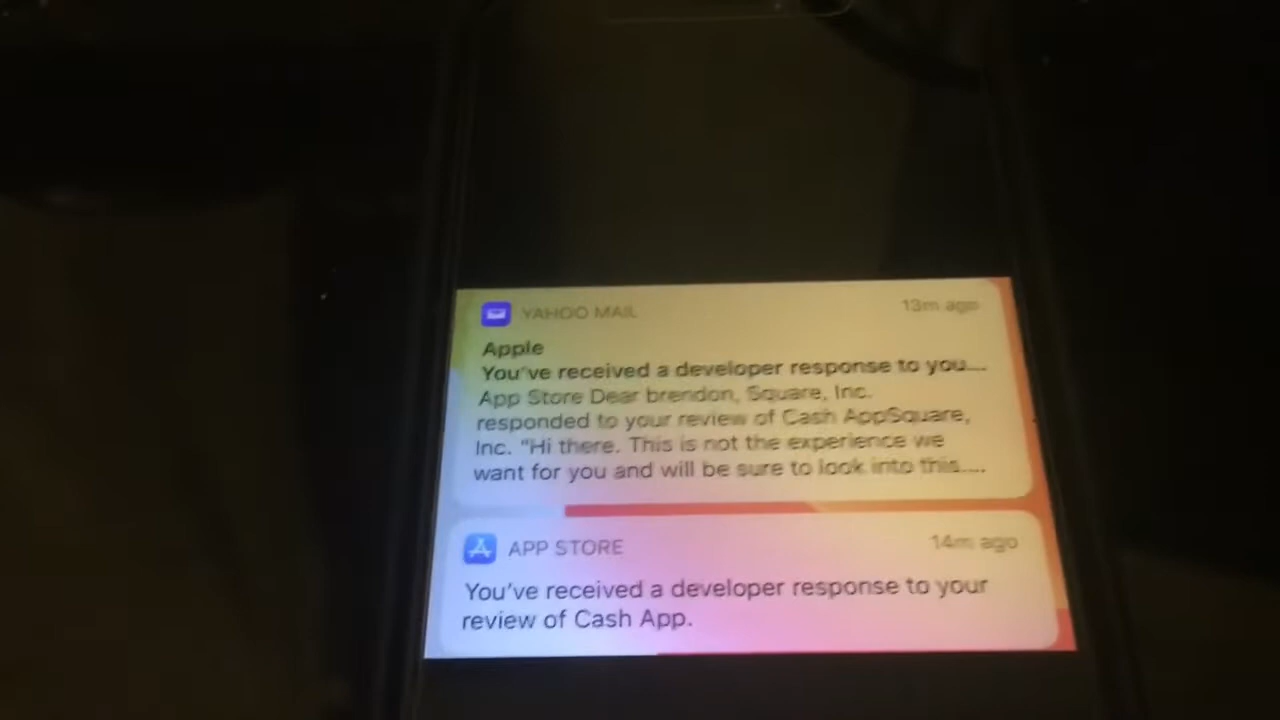 YAHOO MAIL
13m ago
Apple
You've received a developer response to you....
App Store Dear brendon, Square, Inc.
responded to your review of Cash AppSquare,
Inc. "Hi there. This is not the experience we
want for you and will be sure to look into this....
APP STORE
14m ago
You've received a developer response to your
review of Cash App.